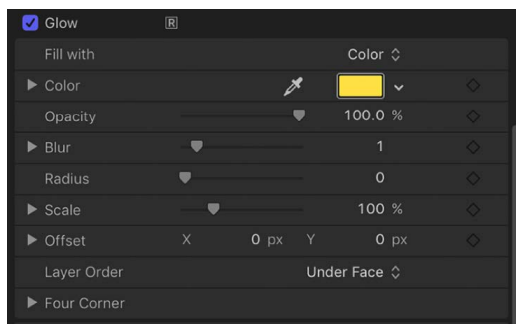 Glow R
Fill with Color
Color
Opacity 100.0 %
Blur 1
Radius 0
Scale 100 %
Offset X 0 px Y 0 px
Layer Order Under Face
Four Corner